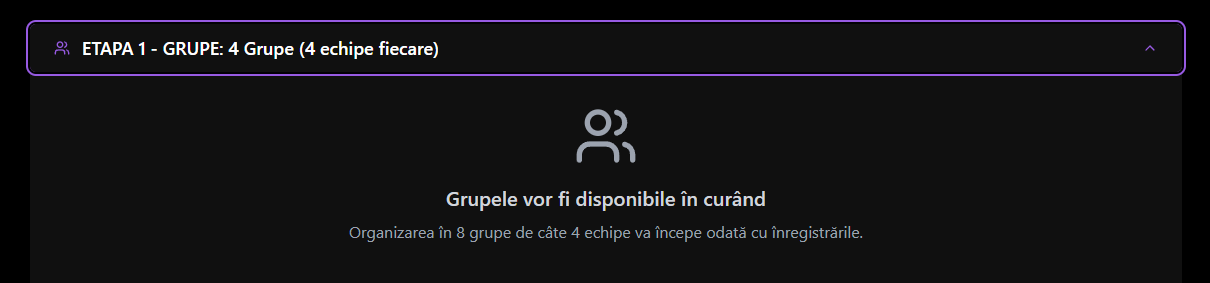 ETAPA 1 - GRUPE: 4 Grupe (4 echipe fiecare)
Grupele vor fi disponibile în curând
Organizarea în 8 grupe de câte 4 echipe va începe odată cu înregistrările.